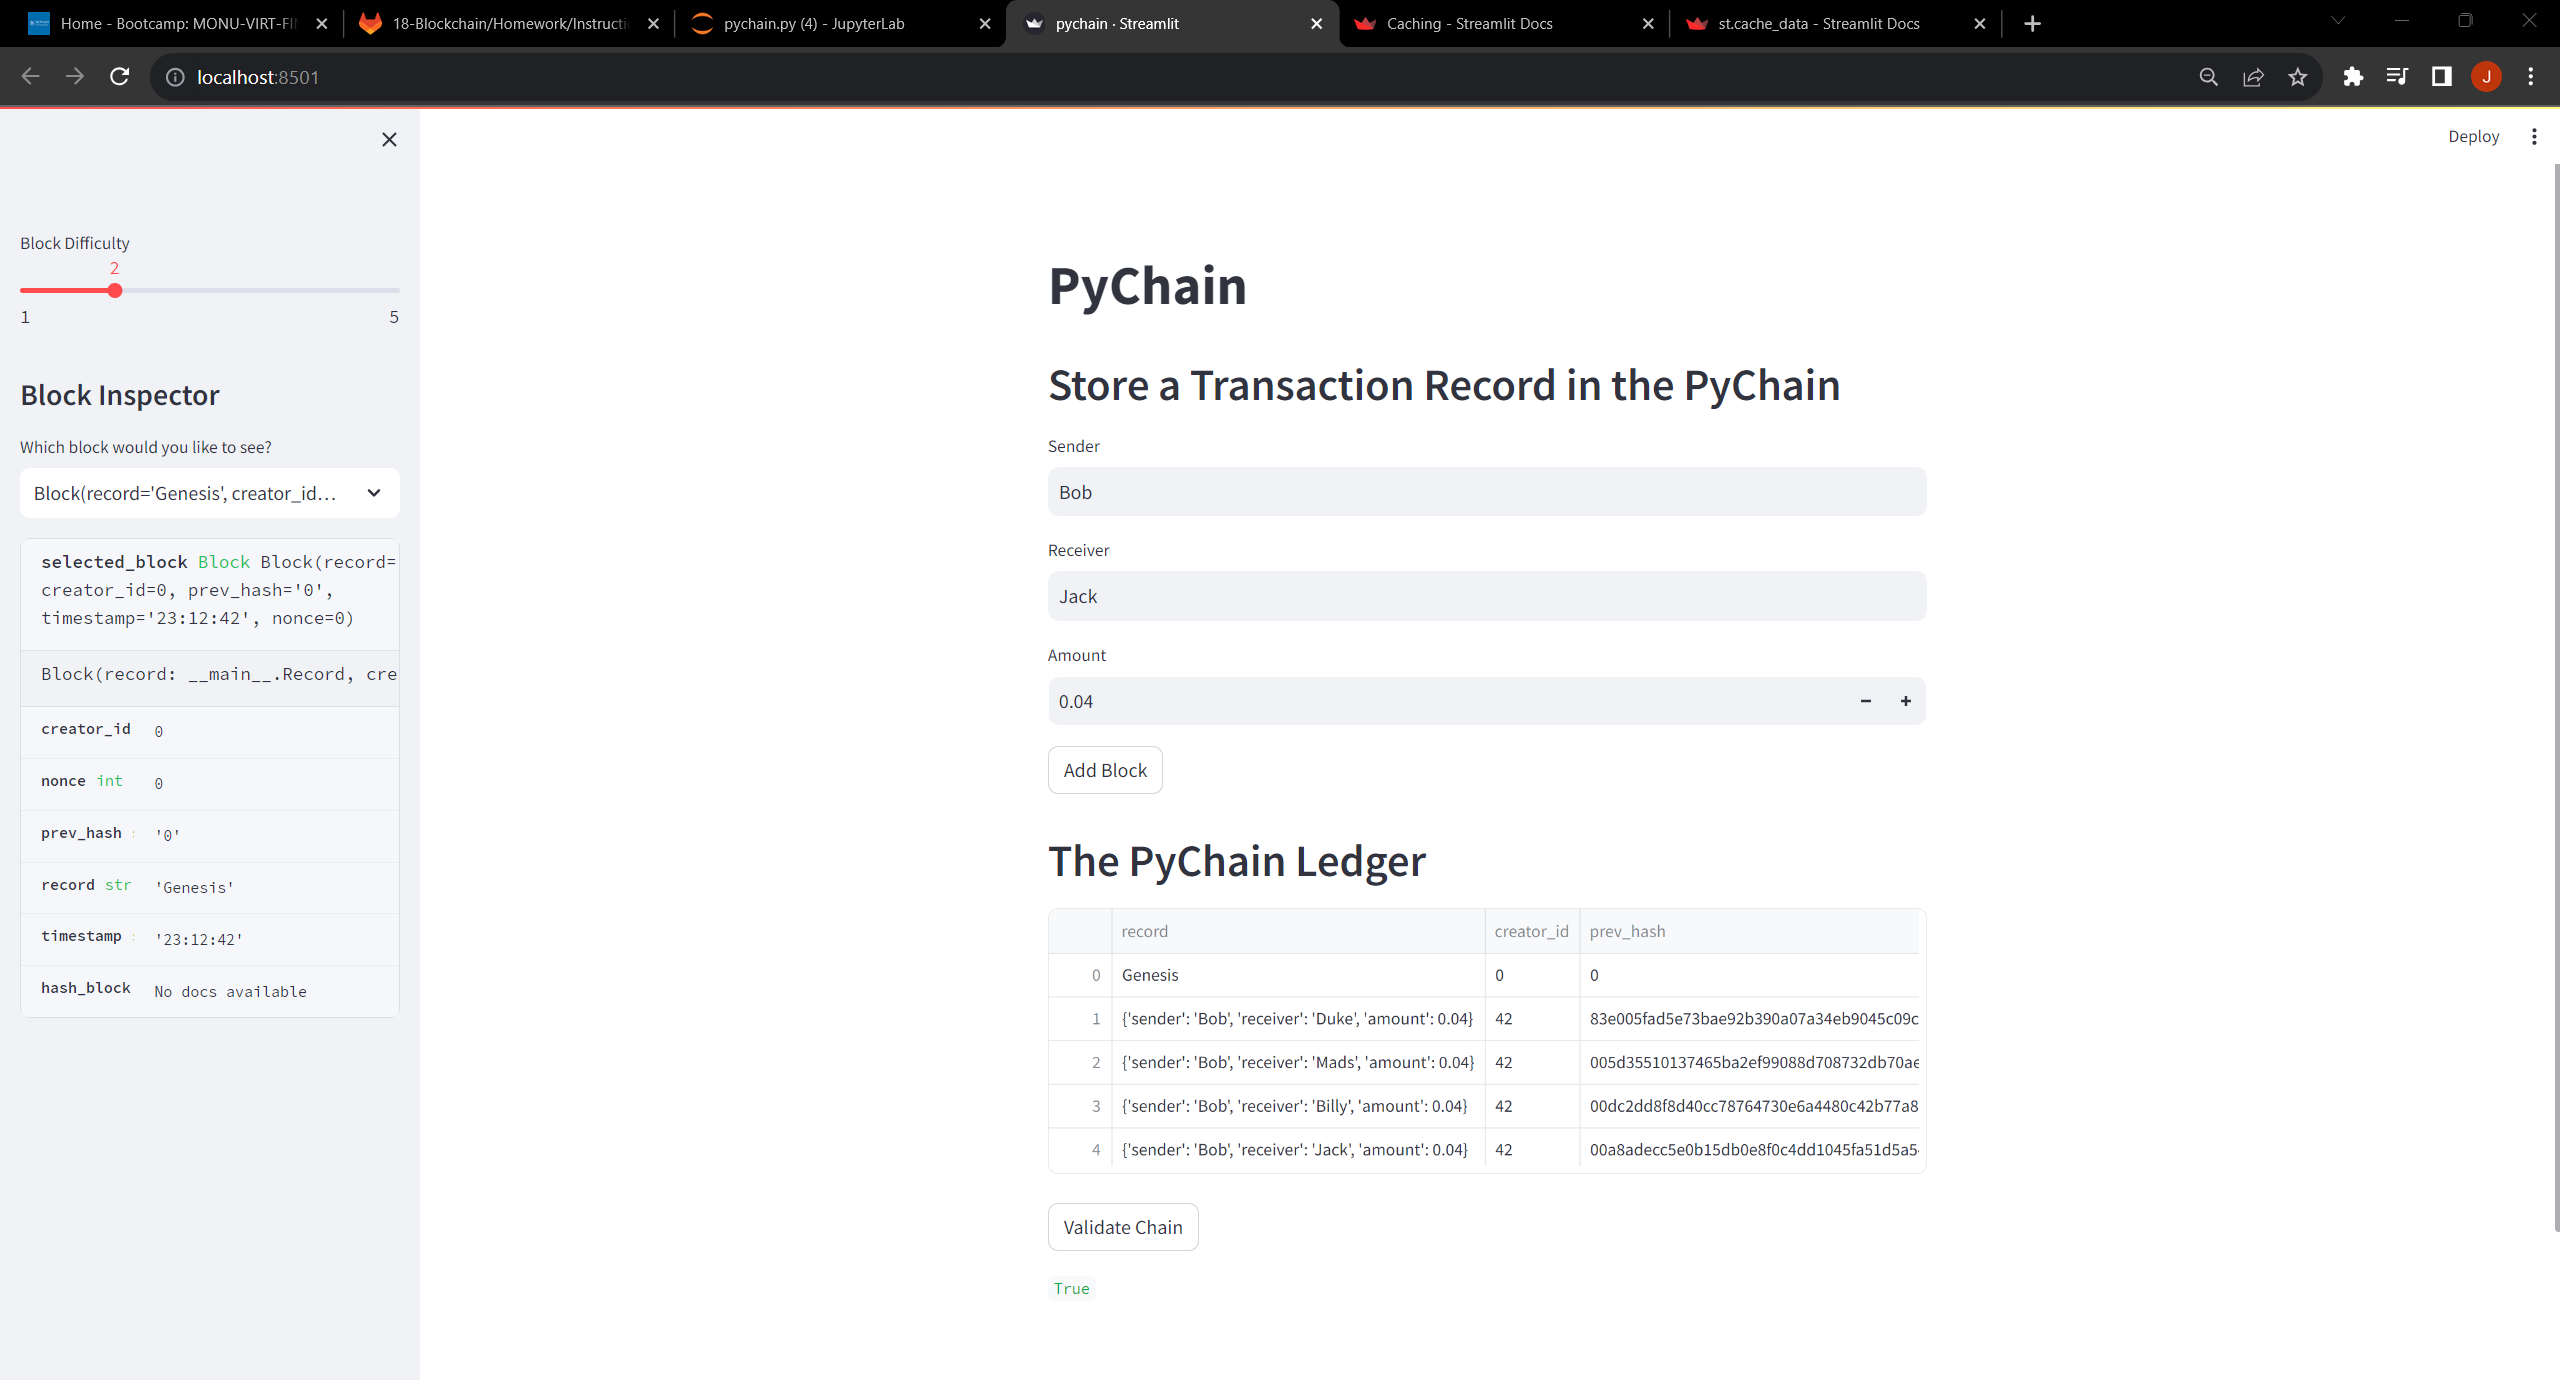 Home - Bootcamp: MONU-VIRT-FI
18-Blockchain/Homework/Instructi
pychain.py (4) - JupyterLab
pychain · Streamlit
Caching - Streamlit Docs
st.cache_data - Streamlit Docs
localhost:8501
J
Deploy
Block Difficulty
2
1
5
Block Inspector
Which block would you like to see?
Block(record='Genesis', creator_id...
selected_block Block Block(record=
creator_id=0, prev_hash='0',
timestamp='23:12:42', nonce=0)
Block(record: __main__.Record, cre
creator_id 0
nonce int 0
prev_hash '0'
record str 'Genesis'
timestamp '23:12:42'
hash_block No docs available
PyChain
Store a Transaction Record in the PyChain
Sender
Bob
Receiver
Jack
Amount
0.04
Add Block
The PyChain Ledger
record creator_id prev_hash
0 Genesis 0 0
1 {'sender': 'Bob', 'receiver': 'Duke', 'amount': 0.04} 42 83e005fad5e73bae92b390a07a34eb9045c09c
2 {'sender': 'Bob', 'receiver': 'Mads', 'amount': 0.04} 42 005d35510137465ba2ef99088d708732db70ae
3 {'sender': 'Bob', 'receiver': 'Billy', 'amount': 0.04} 42 00dc2dd8f8d40cc78764730e6a4480c42b77a8
4 {'sender': 'Bob', 'receiver': 'Jack', 'amount': 0.04} 42 00a8adecc5e0b15db0e8f0c4dd1045fa51d5a5
Validate Chain
True